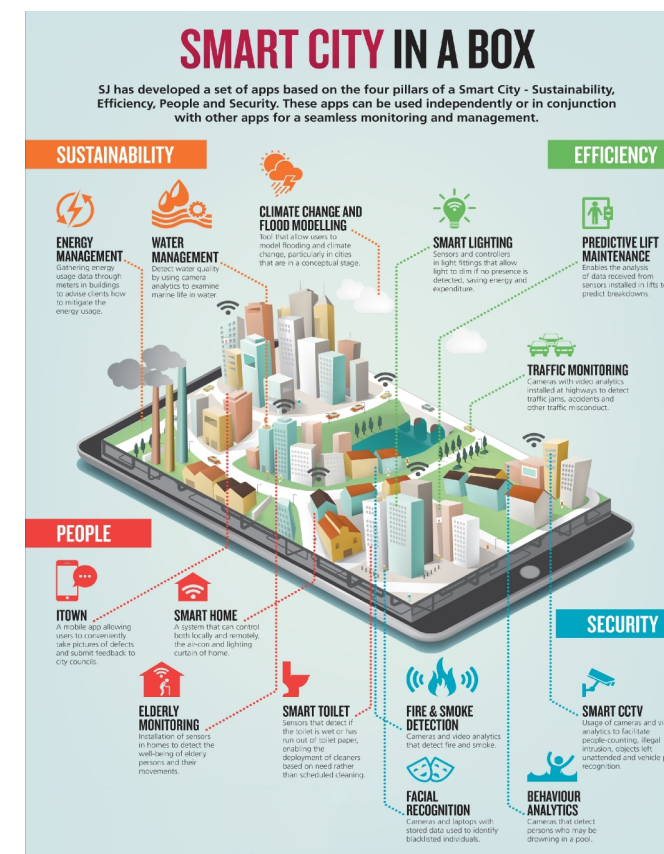 SMART CITY IN A BOX
SJ has developed a set of apps based on the four pillars of a Smart City - Sustainability,
Efficiency, People and Security. These apps can be used independently or in conjunction
with other apps for a seamless monitoring and management.
SUSTAINABILITY
ENERGY
MANAGEMENT
Gathering energy
usage data through
meters in buildings
to advise clients how
to mitigate the
energy usage.
WATER
MANAGEMENT
Detect water quality
by using camera
analytics to examine
marine life in water.
CLIMATE CHANGE AND
FLOOD MODELLING
Tool that allow users to
model flooding and climate
change, particularly in cities
that are in a conceptual stage.
EFFICIENCY
SMART LIGHTING
Sensors and controllers
in light fittings that allow
light to dim if no presence is
detected, saving energy and
expenditure.
PREDICTIVE LIFT
MAINTENANCE
Enables the analysis
of data received from
sensors installed in lifts
predict breakdowns.
TRAFFIC MONITORING
Cameras with video analytics
installed at highways to detect
traffic jams, accidents and
other traffic misconduct.
PEOPLE
ITOWN
A mobile app allowing
users to conveniently
take pictures of defects
and submit feedback to
city councils.
SMART HOME
A system that can control
both locally and remotely,
the air-con and lighting
curtain of home.
ELDERLY
MONITORING
Installation of sensors
in homes to detect the
well-being of elderly
persons and their
movements.
SMART TOILET
Sensors that detect if
the toilet is wet or has
run out of toilet paper,
enabling the
deployment of cleaners
based on need rather
than scheduled cleaning.
SECURITY
FIRE & SMOKE
DETECTION
Cameras and video analytics
that detect fire and smoke.
SMART CCTV
Usage of cameras and
analytics to facilitate
people-counting, illegal
intrusion, objects left
unattended and vehicle
recognition.
FACIAL
RECOGNITION
Cameras and laptops with
stored data used to identify
blacklisted individuals.
BEHAVIOUR
ANALYTICS
Cameras that detect
persons who may be
drowning in a pool.